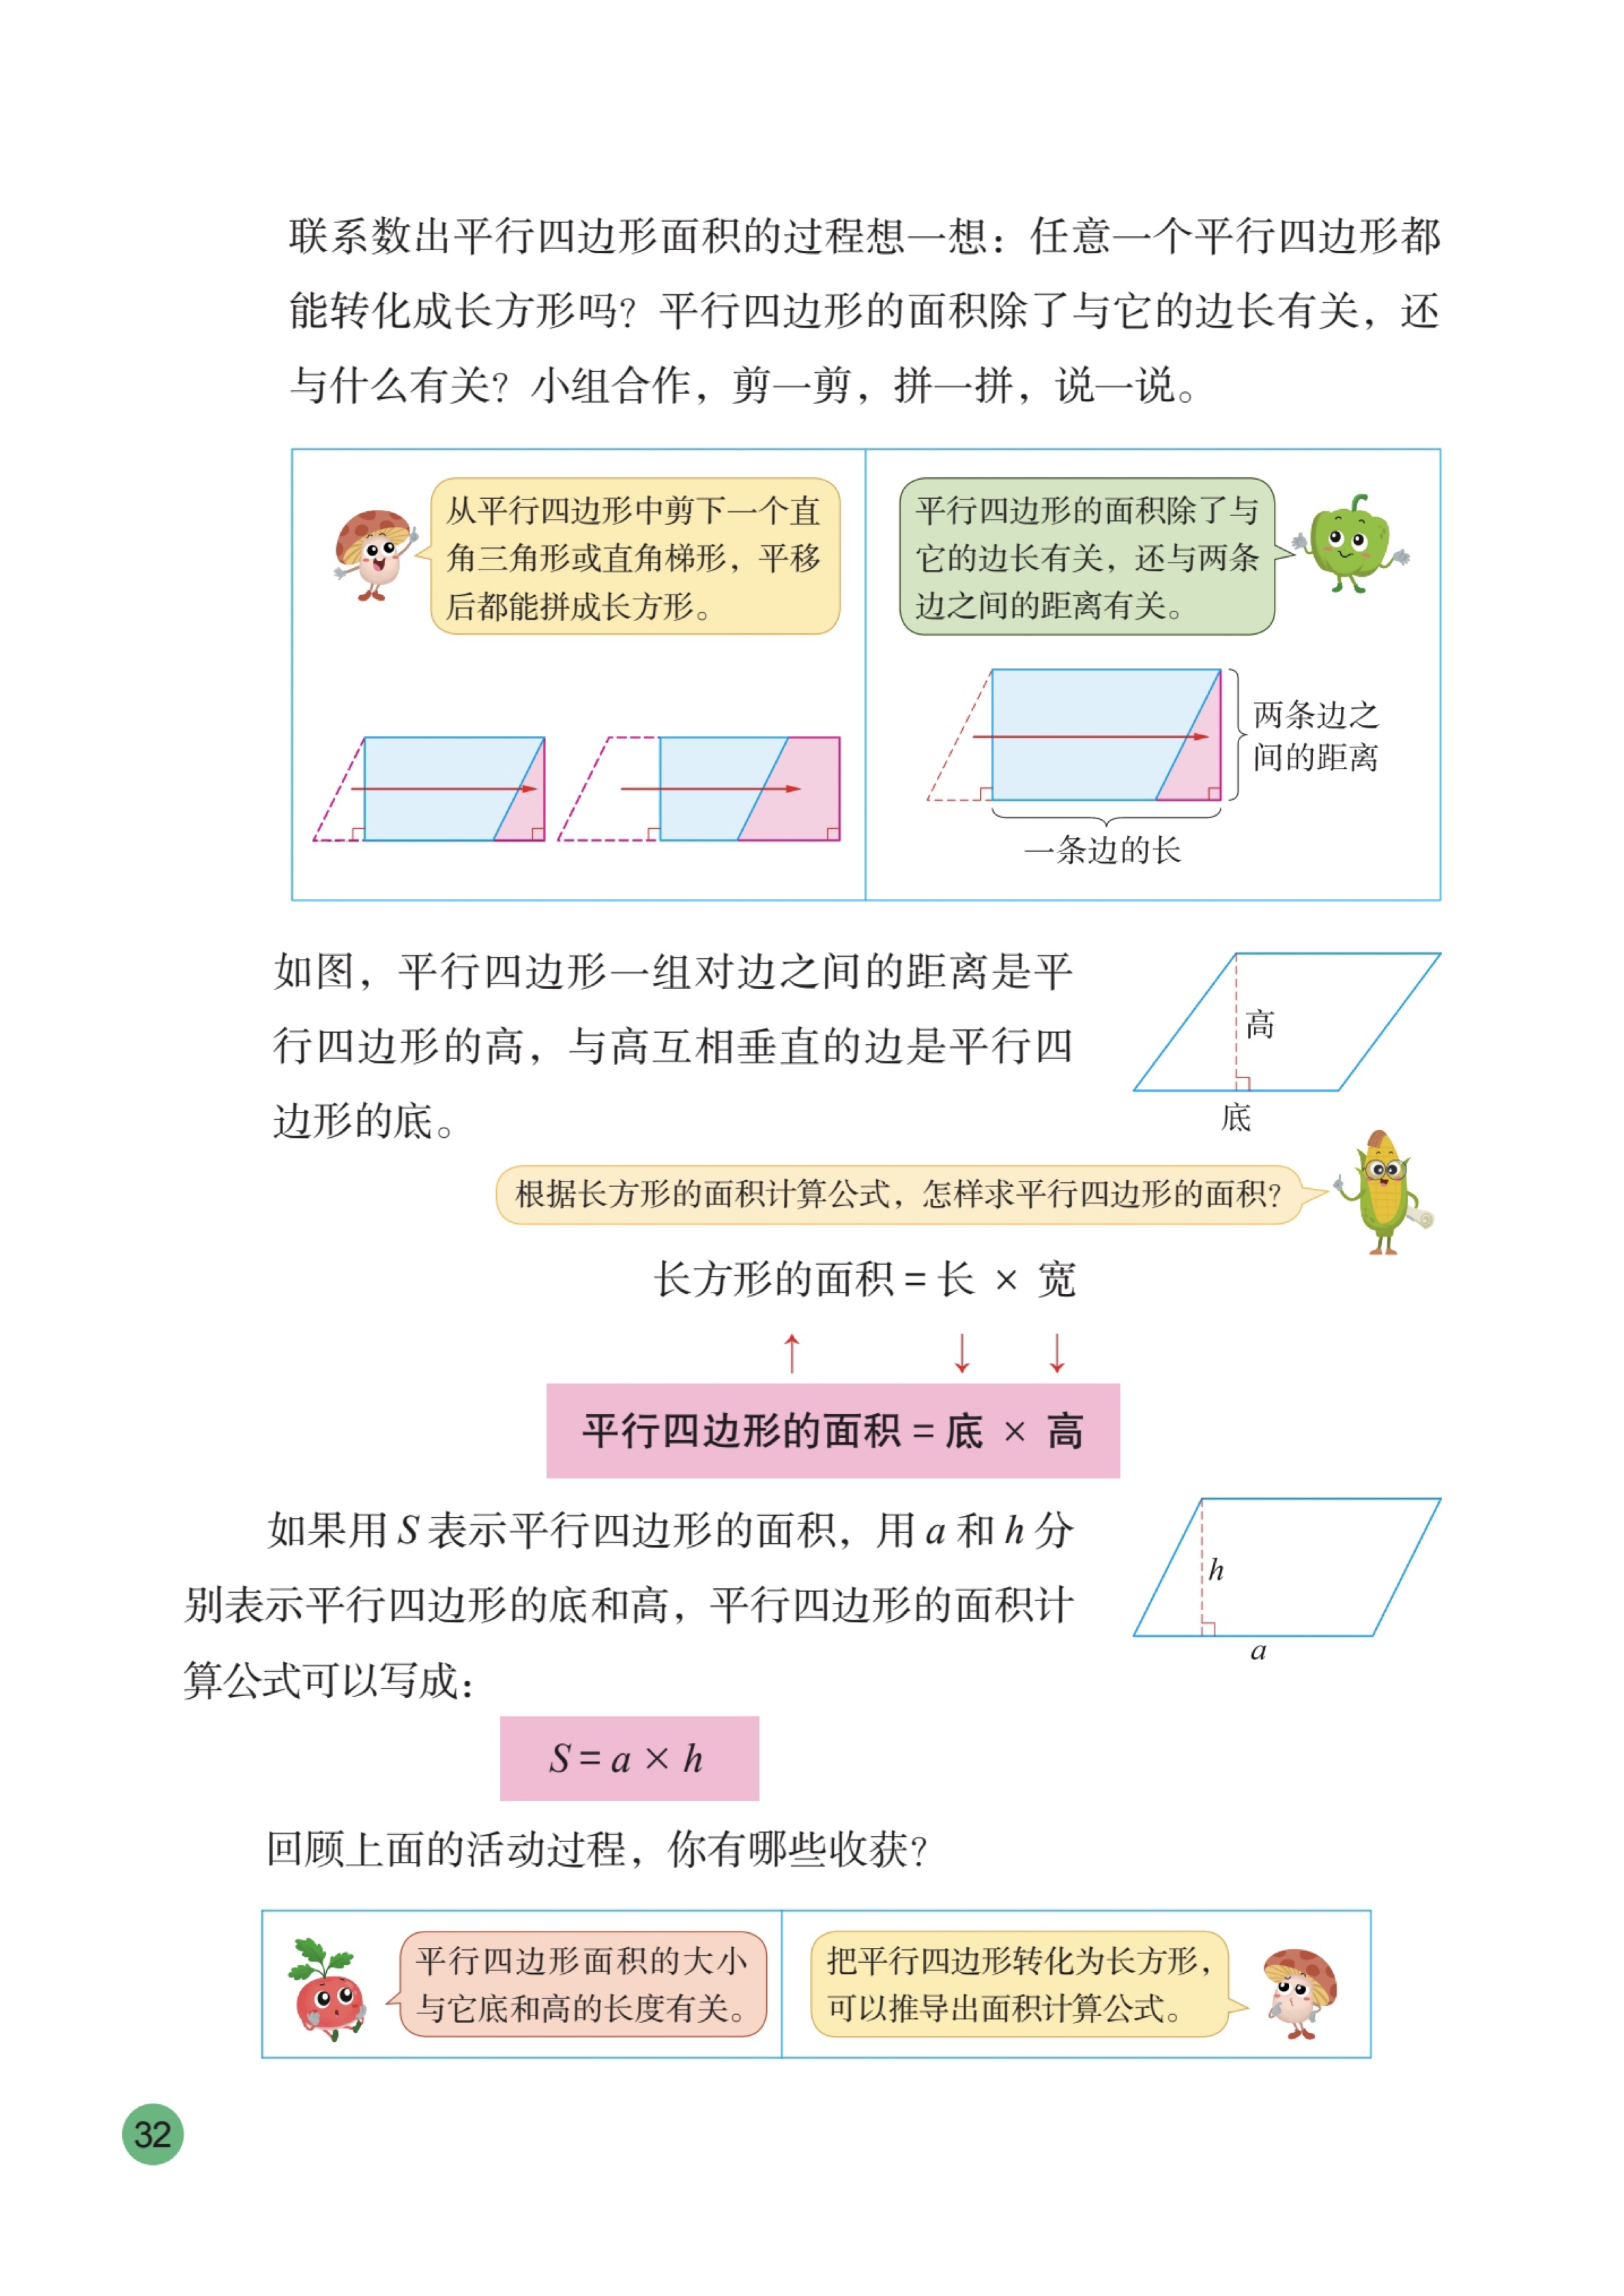 联系数出平行四边形面积的过程想一想：任意一个平行四边形都
能转化成长方形吗？平行四边形的面积除了与它的边长有关，还
与什么有关？小组合作，剪一剪，拼一拼，说一说。
从平行四边形中剪下一个直
角三角形或直角梯形，平移
后都能拼成长方形。
平行四边形的面积除了与
它的边长有关，还与两条
边之间的距离有关。
两条边之
间的距离
一条边的长
如图，平行四边形一组对边之间的距离是平
行四边形的高，与高互相垂直的边是平行四
边形的底。
高
底
根据长方形的面积计算公式，怎样求平行四边形的面积？
长方形的面积 = 长 × 宽
↑ ↓ ↓
平行四边形的面积 = 底 × 高
如果用 S 表示平行四边形的面积，用 a 和 h 分
别表示平行四边形的底和高，平行四边形的面积计
算公式可以写成：
h
a
S = a × h
回顾上面的活动过程，你有哪些收获？
平行四边形面积的大小
与它底和高的长度有关。
把平行四边形转化为长方形，
可以推导出面积计算公式。
32